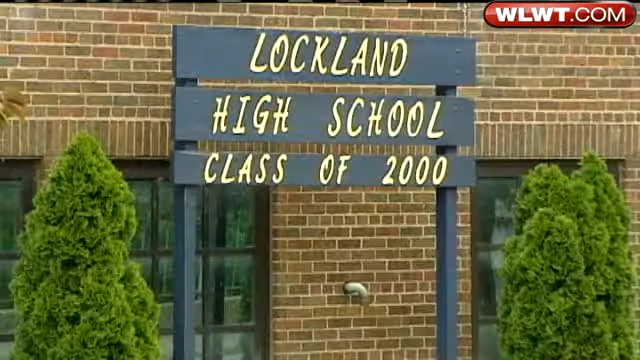 WLWT.COM
LOCKLAND
HIGH SCHOOL
CLASS OF 2000